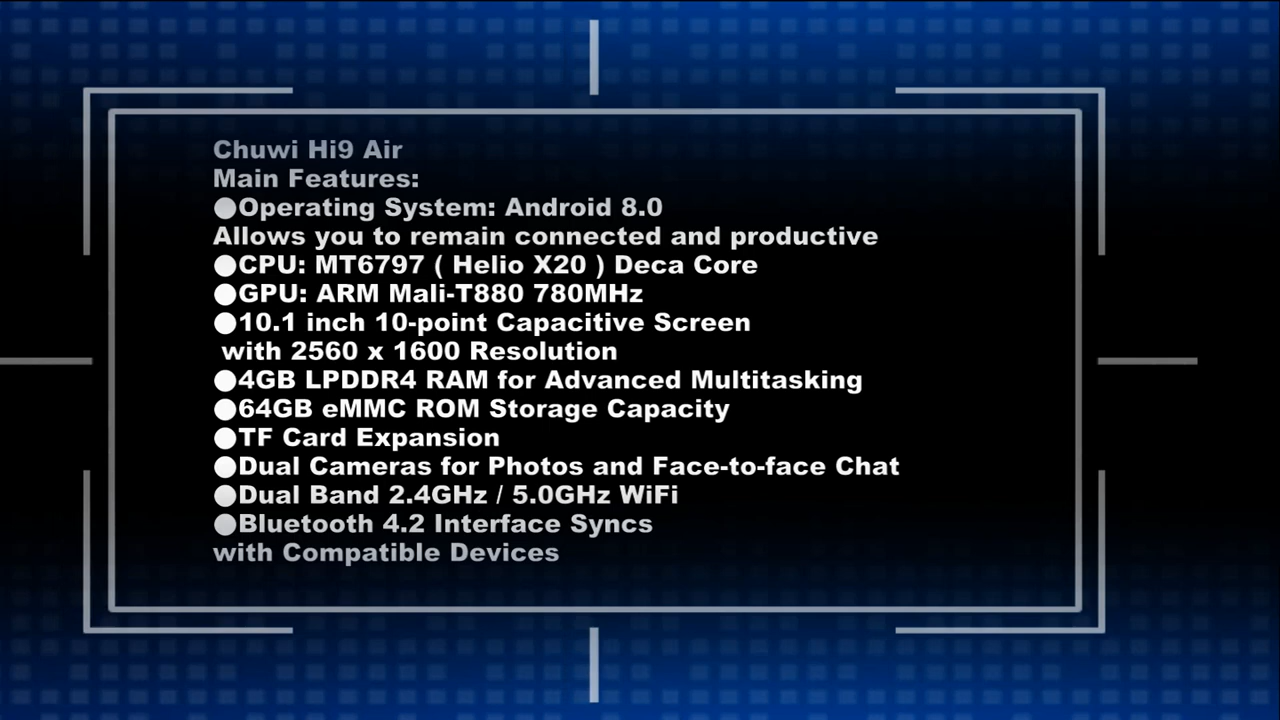 Chuwi Hi9 Air
Main Features:
●Operating System: Android 8.0
Allows you to remain connected and productive
●CPU: MT6797 ( Helio X20 ) Deca Core
●GPU: ARM Mali-T880 780MHz
●10.1 inch 10-point Capacitive Screen
with 2560 x 1600 Resolution
●4GB LPDDR4 RAM for Advanced Multitasking
●64GB eMMC ROM Storage Capacity
●TF Card Expansion
●Dual Cameras for Photos and Face-to-face Chat
●Dual Band 2.4GHz / 5.0GHz WiFi
●Bluetooth 4.2 Interface Syncs
with Compatible Devices